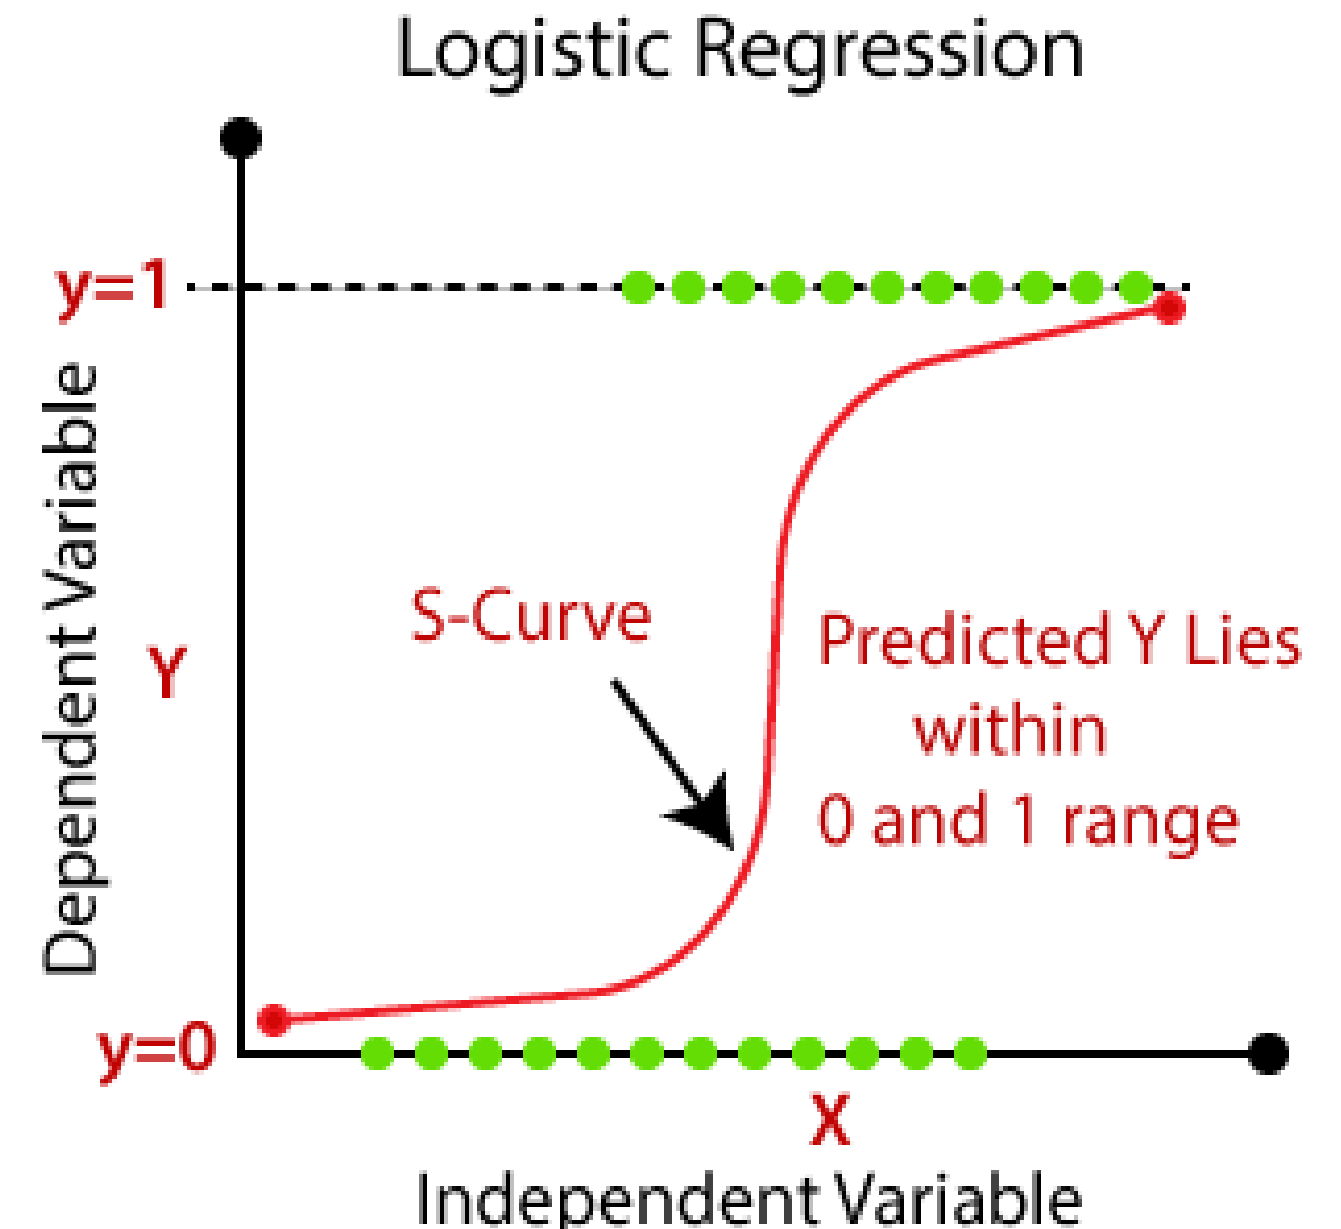 Logistic Regression
y=1
Dependent Variable
Y
S-Curve
Predicted Y Lies
within
0 and 1 range
y=0
X
Independent Variable